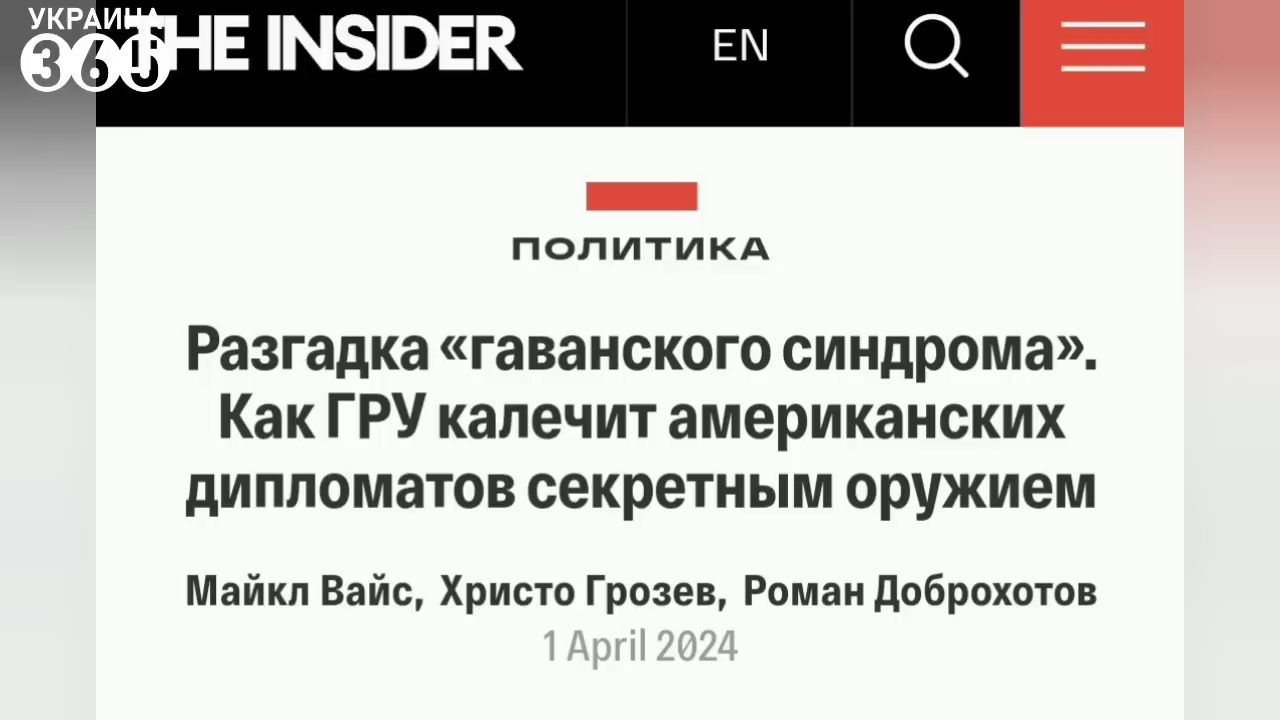 УКРАИНА
365
THE INSIDER
EN
ПОЛИТИКА
Разгадка «гаванского синдрома».
Как ГРУ калечит американских
дипломатов секретным оружием
Майкл Вайс, Христо Грозев, Роман Доброхотов
1 April 2024